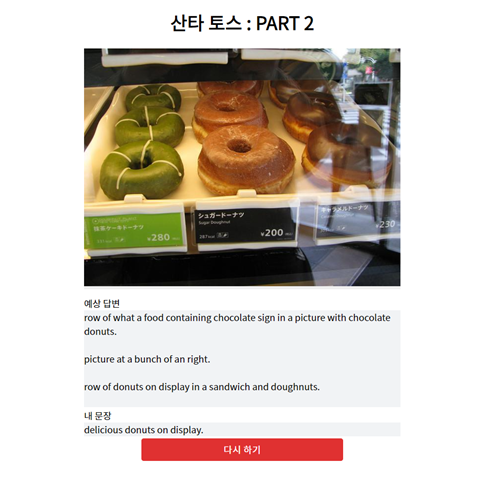 산타 토스 : PART 2
抹茶ケーキドーナツ
¥280
シュガードーナツ
Sugar Doughnut
287kcal
¥200
キャラメルドーナツ
¥230
예상 답변
row of what a food containing chocolate sign in a picture with chocolate
donuts.
picture at a bunch of an right.
row of donuts on display in a sandwich and doughnuts.
내 문장
delicious donuts on display.
다시 하기